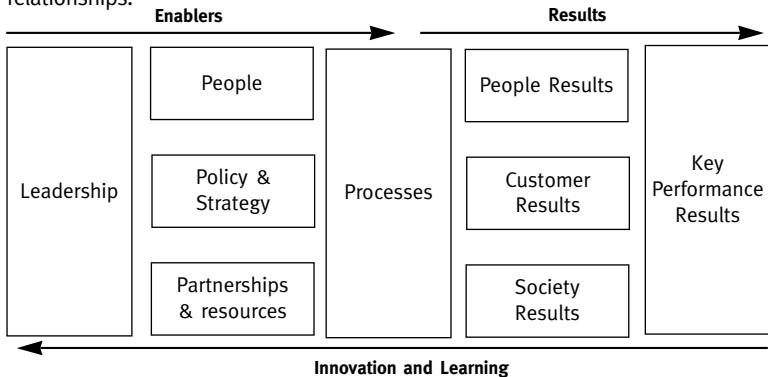 relationships.
Enablers
Results
Leadership
People
Policy &
Strategy
Partnerships
& resources
Processes
People Results
Customer
Results
Society
Results
Key
Performance
Results
Innovation and Learning